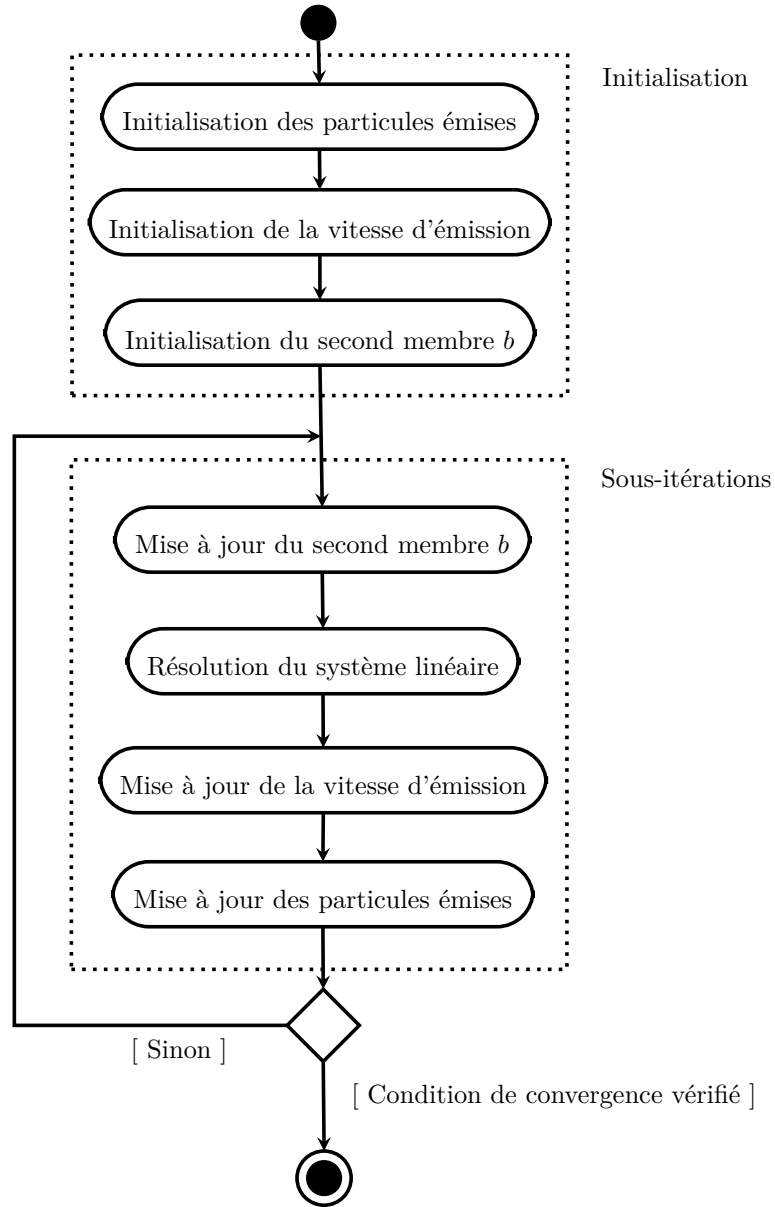 Initialisation
Initialisation des particules émises
Initialisation de la vitesse d'émission
Initialisation du second membre b
Sous-itérations
Mise à jour du second membre b
Résolution du système linéaire
Mise à jour de la vitesse d'émission
Mise à jour des particules émises
[ Sinon ]
[ Condition de convergence vérifié ]